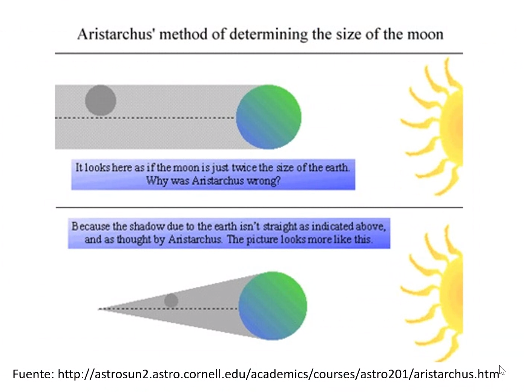 Aristarchus' method of determining the size of the moon
It looks here as if the moon is just twice the size of the earth.
Why was Aristarchus wrong?
Because the shadow due to the earth isn't straight as indicated above,
and as thought by Aristarchus. The picture looks more like this.
Fuente: http://astrosun2.astro.cornell.edu/academics/courses/astro201/aristarchus.htm